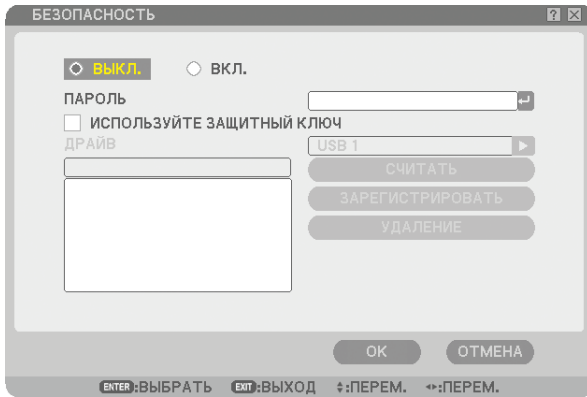 БЕЗОПАСНОСТЬ
ВЫКЛ. ВКЛ.
ПАРОЛЬ
ИСПОЛЬЗУЙТЕ ЗАЩИТНЫЙ КЛЮЧ
ДРАЙВ USB 1
СЧИТАТЬ
ЗАРЕГИСТРИРОВАТЬ
УДАЛЕНИЕ
OK ОТМЕНА
ENTER:ВЫБРАТЬ EXIT:ВЫХОД :ПЕРЕМ. :ПЕРЕМ.